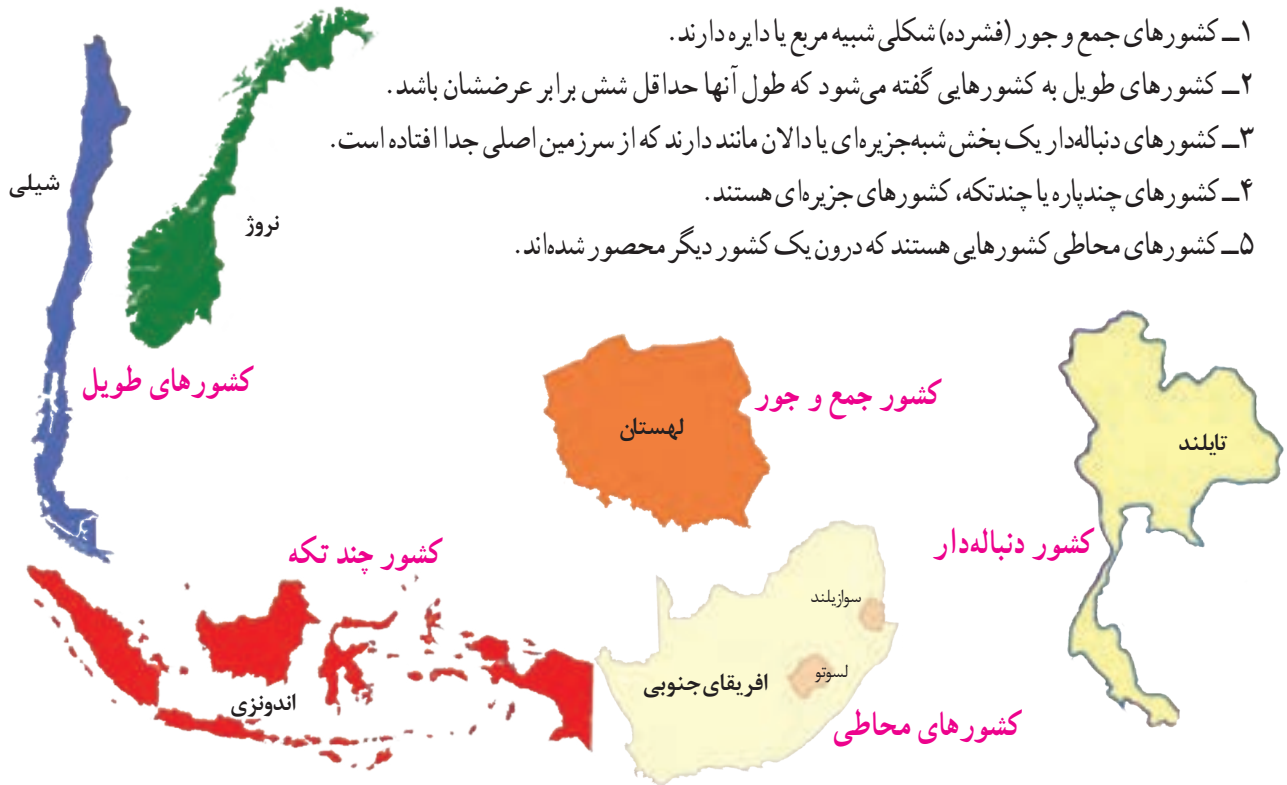 ۱ــ کشورهای جمع و جور (فشرده) شکلی شبیه مربع یا دایره دارند.
۲ــ کشورهای طویل به کشورهایی گفته می‌شود که طول آنها حداقل شش برابر عرضشان باشد.
۳ــ کشورهای دنباله‌دار یک بخش شبه‌جزیره‌ای یا دالان مانند دارند که از سرزمین اصلی جدا افتاده است.
۴ــ کشورهای چندپاره یا چندتکه، کشورهای جزیره‌ای هستند.
۵ــ کشورهای محاطی کشورهایی هستند که درون یک کشور دیگر محصور شده‌اند.
شیلی
نروژ
کشورهای طویل
کشور جمع و جور
لهستان
تایلند
کشور دنباله‌دار
کشور چند تکه
اندونزی
سوازیلند
لسوتو
افریقای جنوبی
کشورهای محاطی